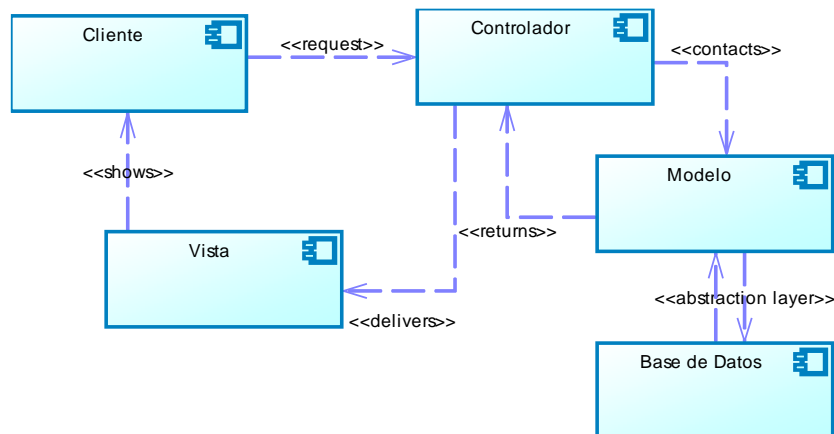 Cliente
<<request>>
Controlador
<<contacts>>
<<shows>>
Modelo
Vista
<<returns>>
<<abstraction layer>>
<<delivers>>
Base de Datos